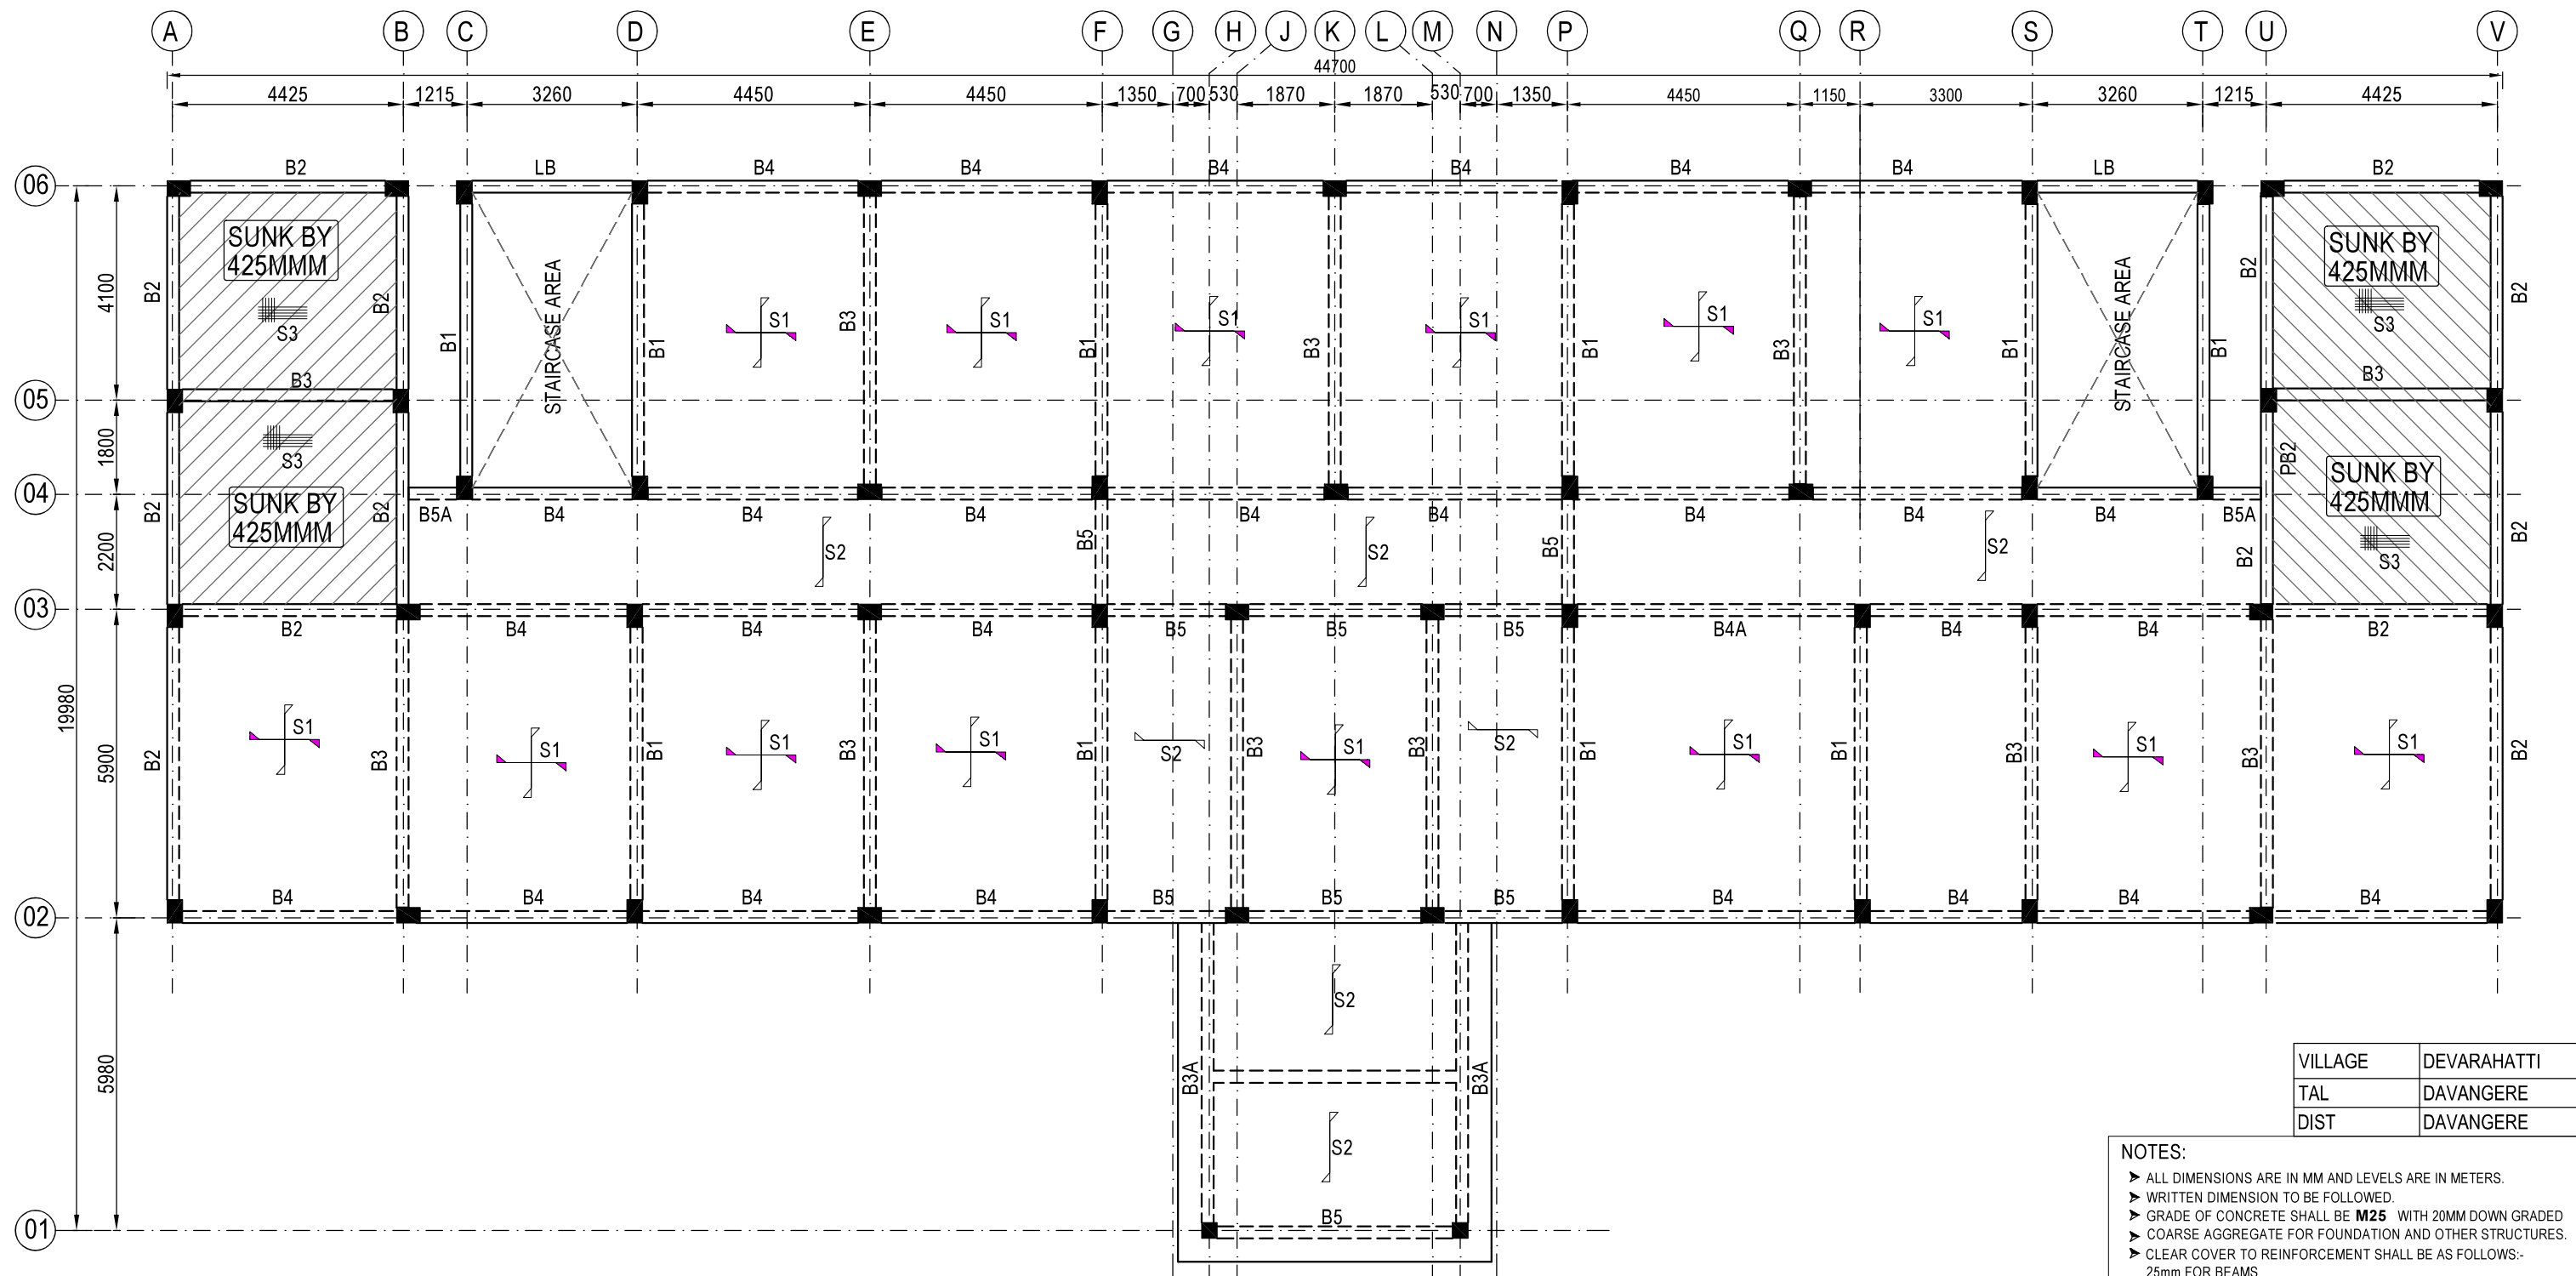 A B C D E F G H J K L M N P Q R S T U V
44700
4425 1215 3260 4450 4450 1350 700 530 1870 1870 530 700 1350 4450 1150 3300 3260 1215 4425
B2 LB B4 B4 B4 B4 B4 B4 LB B2
06
SUNK BY
425MMM
S3
B2
B2
B1
STAIRCASE AREA
B1
S1
B3
S1
B1
S1
B3
S1
B1
S1
B3
S1
B1
STAIRCASE AREA
B1
B2
SUNK BY
425MMM
S3
B2
4100
B3
B3
05
1800
S3
SUNK BY
425MMM
B2
B2
PB2
SUNK BY
425MMM
S3
B2
B2
04
B5A B4 B4 B4 B4 B4 B4 B4 B4 B5A
2200
S2
B5
S2
B5
S2
03
B2 B4 B4 B4 B5 B5 B5 B4A B4 B4 B2
19980
5900
B2
S1
B3
S1
B1
S1
B3
S1
B1
S2
B3
S1
B3
S2
B1
S1
B1
B3
S1
B3
S1
B2
B4 B4 B4 B4 B5 B5 B5 B4 B4 B4 B4
02
5980
S2
B3A
B3A
S2
B5
01
VILLAGE DEVARAHATTI
TAL DAVANGERE
DIST DAVANGERE
NOTES:
ALL DIMENSIONS ARE IN MM AND LEVELS ARE IN METERS.
WRITTEN DIMENSION TO BE FOLLOWED.
GRADE OF CONCRETE SHALL BE M25 WITH 20MM DOWN GRADED
COARSE AGGREGATE FOR FOUNDATION AND OTHER STRUCTURES.
CLEAR COVER TO REINFORCEMENT SHALL BE AS FOLLOWS:-
25mm FOR BEAMS